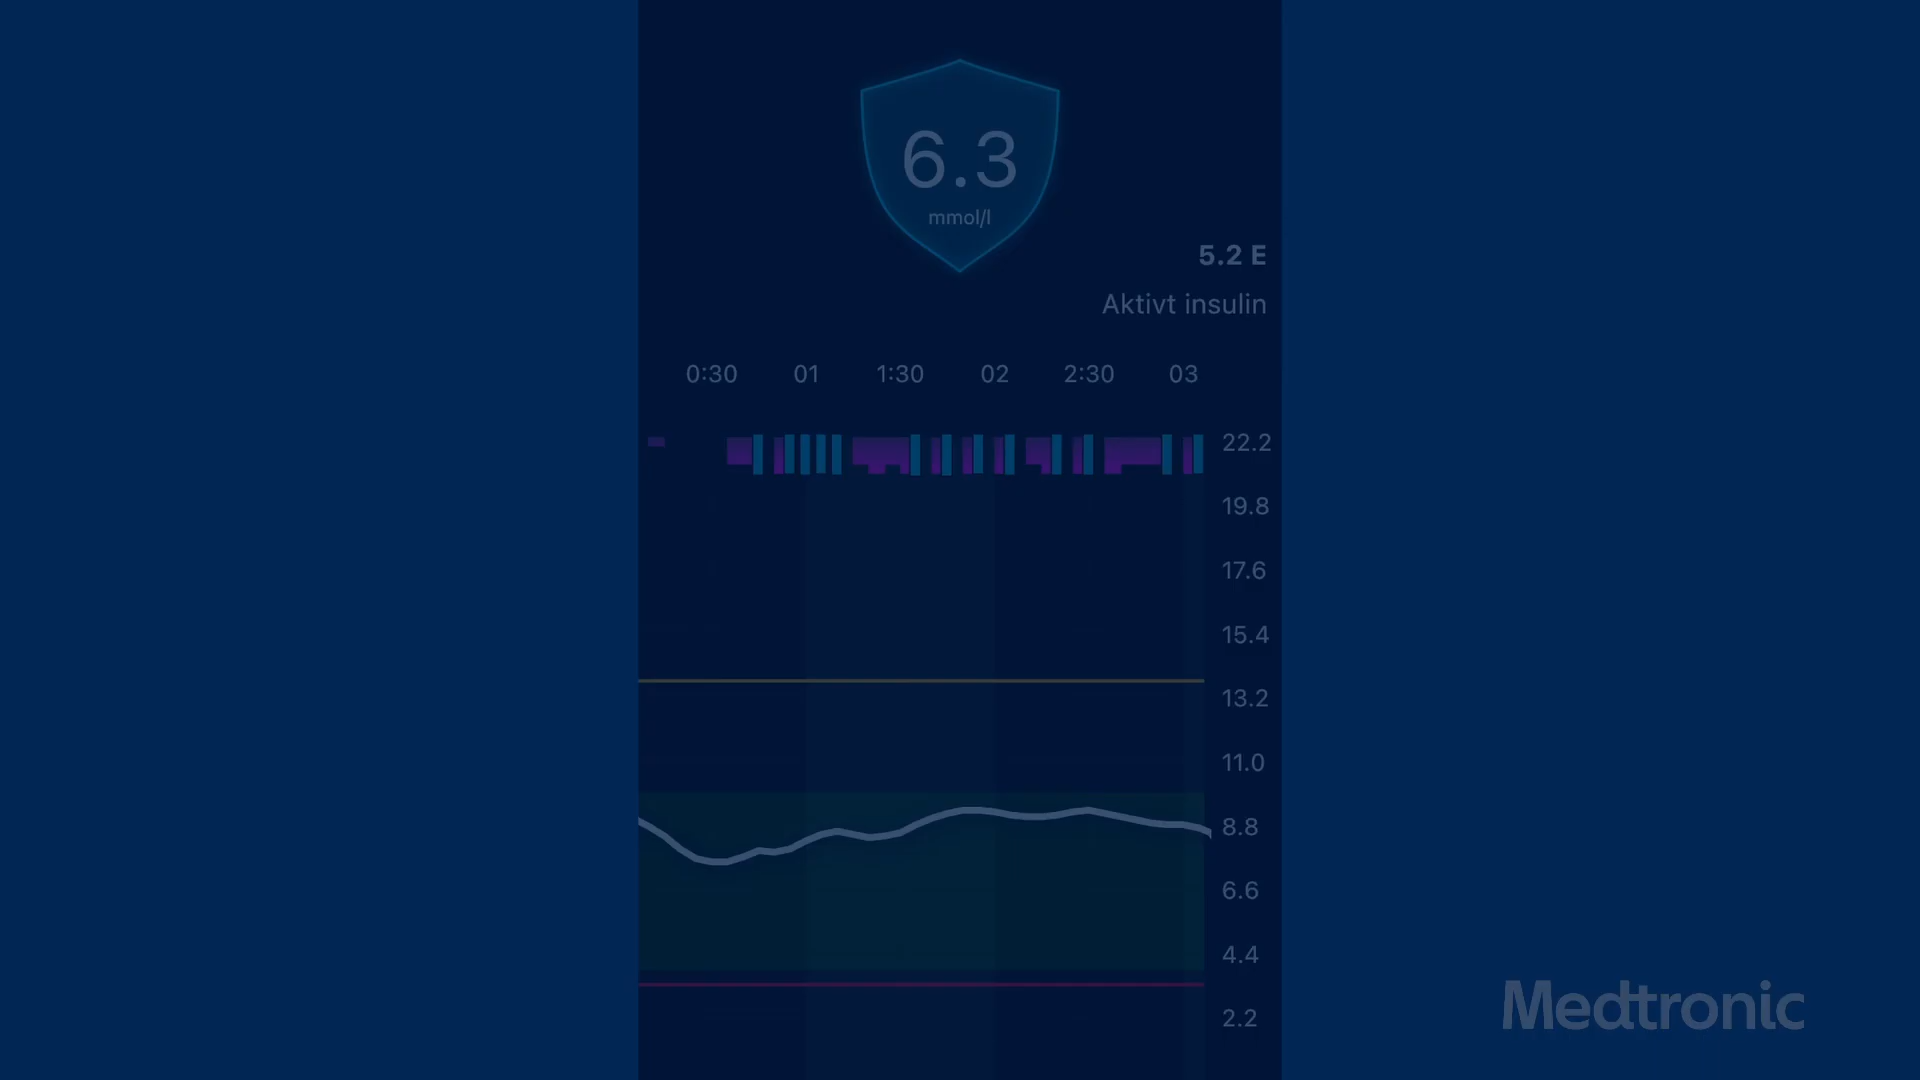 6.3
mmol/l
5.2 E
Aktivt insulin
0:30 01 1:30 02 2:30 03
22.2
19.8
17.6
15.4
13.2
11.0
8.8
6.6
4.4
2.2
Medtronic